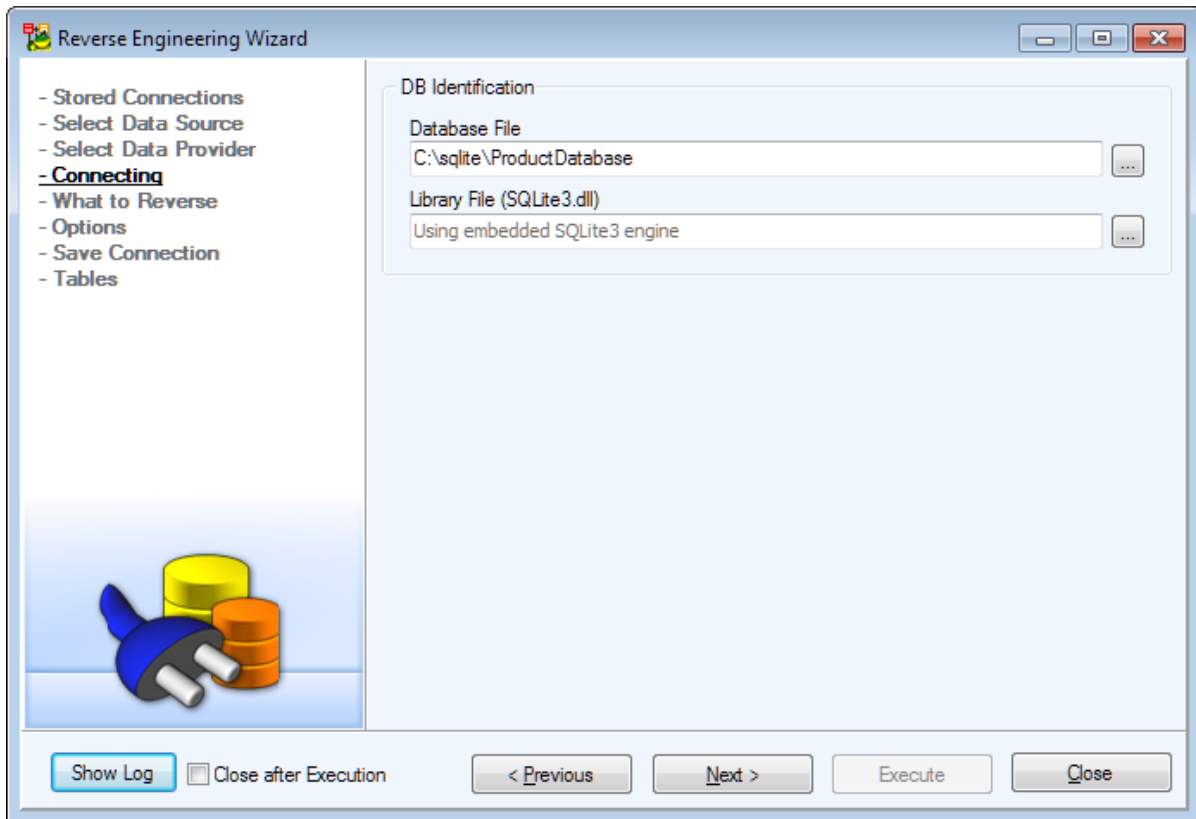 Reverse Engineering Wizard
- Stored Connections
- Select Data Source
- Select Data Provider
- Connecting
- What to Reverse
- Options
- Save Connection
- Tables
DB Identification
Database File
C:\sqlite\ProductDatabase
...
Library File (SQLite3.dll)
Using embedded SQLite3 engine
...
Show Log
Close after Execution
< Previous
Next >
Execute
Close